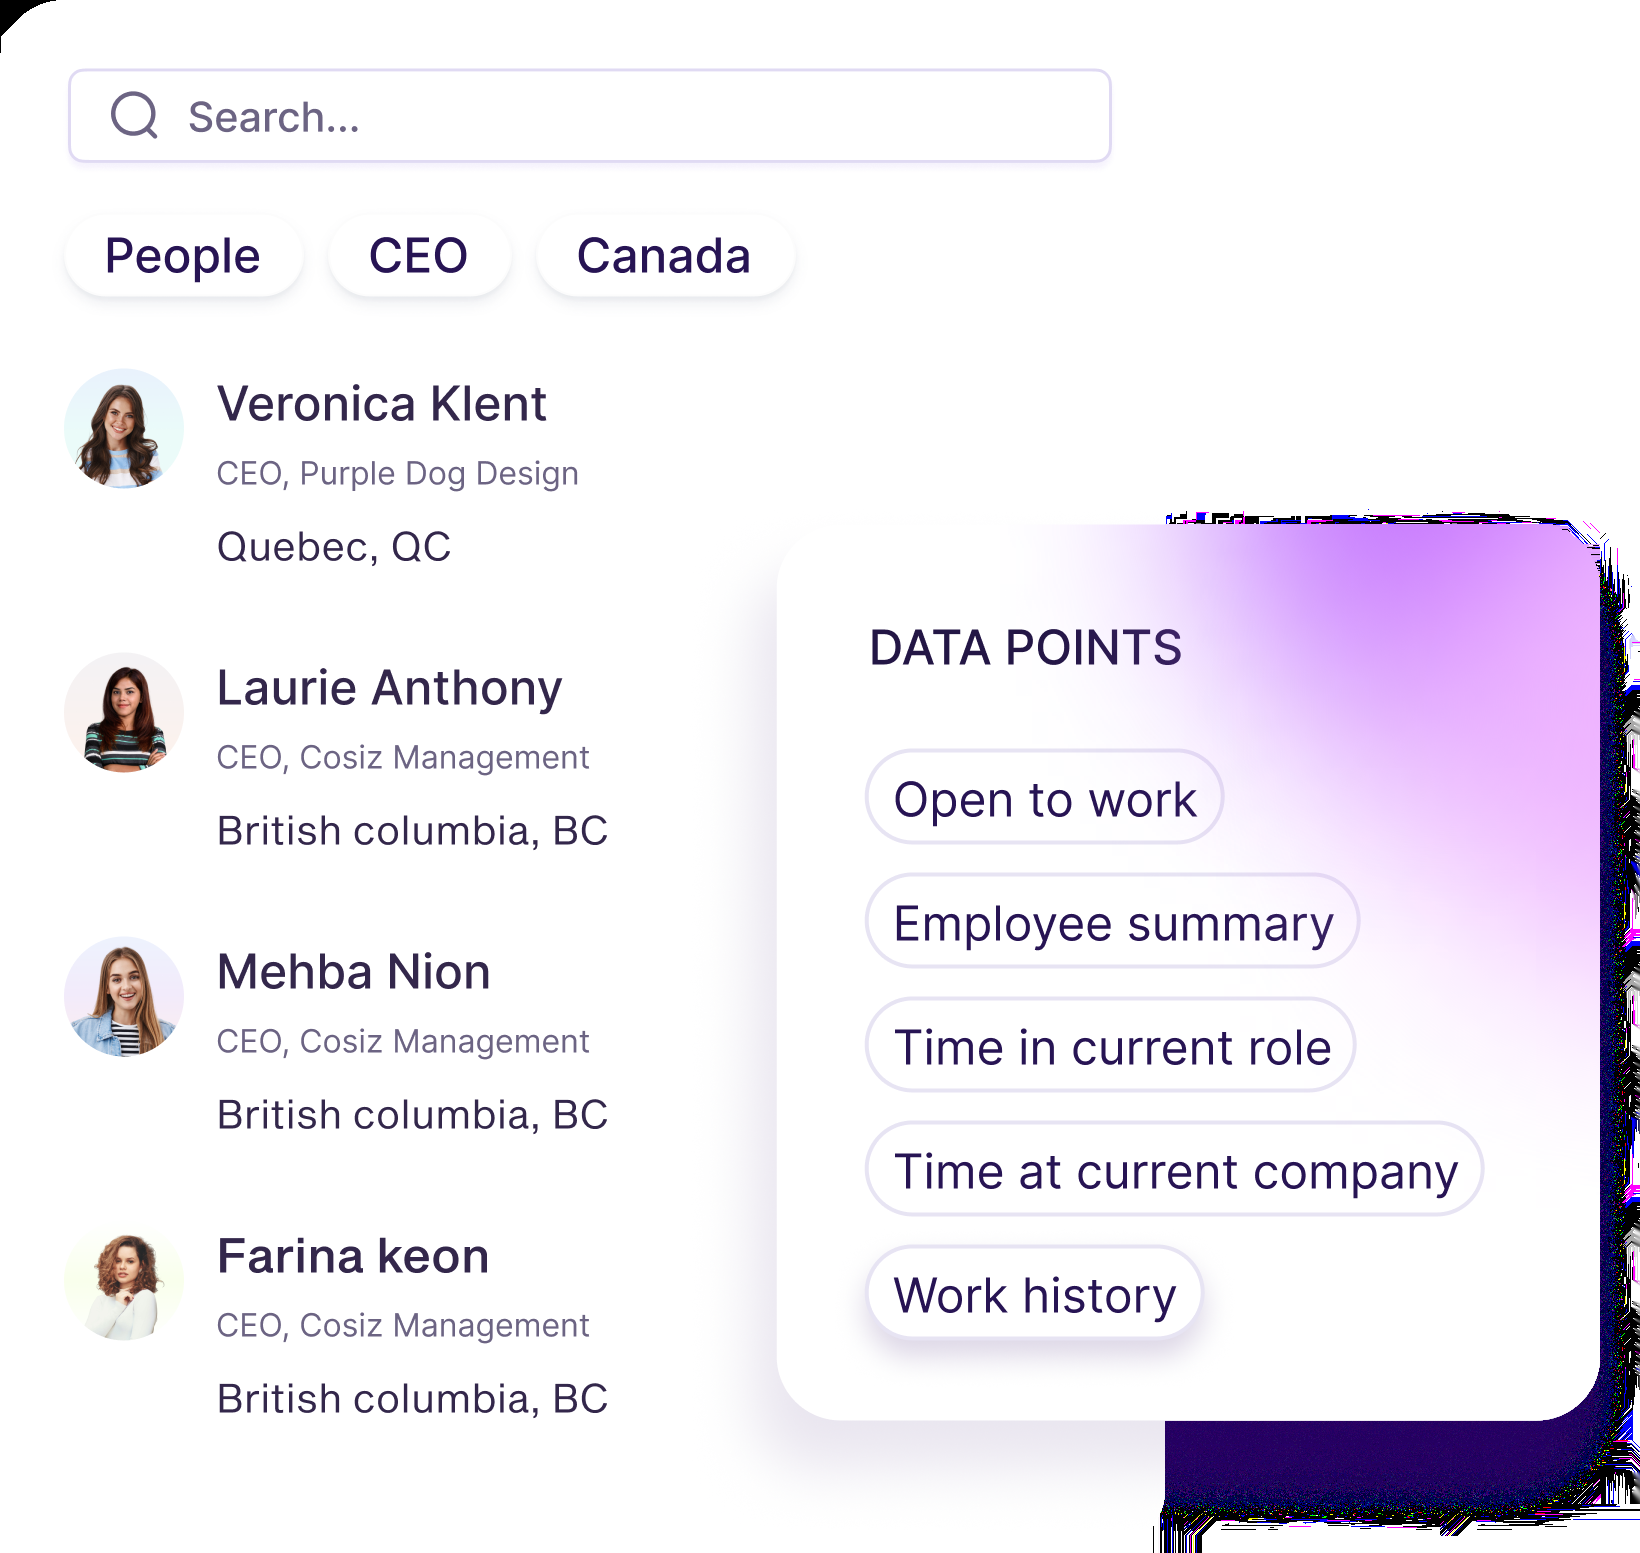 Search...
People
CEO
Canada
Veronica Klent
CEO, Purple Dog Design
Quebec, QC
Laurie Anthony
CEO, Cosiz Management
British columbia, BC
Mehba Nion
CEO, Cosiz Management
British columbia, BC
Farina keon
CEO, Cosiz Management
British columbia, BC
DATA POINTS
Open to work
Employee summary
Time in current role
Time at current company
Work history